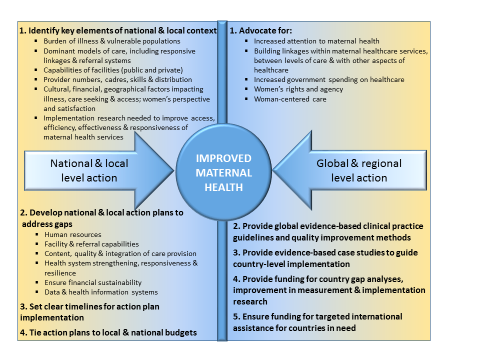 1. Identify key elements of national & local context
▪ Burden of illness & vulnerable populations
▪ Dominant models of care, including responsive
linkages & referral systems
▪ Capabilities of facilities (public and private)
▪ Provider numbers, cadres, skills & distribution
▪ Cultural, financial, geographical factors impacting
illness, care seeking & access; women's perspective
and satisfaction
▪ Implementation research needed to improve access,
efficiency, effectiveness & responsiveness of
maternal health services
1. Advocate for:
▪ Increased attention to maternal health
▪ Building linkages within maternal healthcare services,
between levels of care & with other aspects of
healthcare
▪ Increased government spending on healthcare
▪ Women's rights and agency
▪ Woman-centered care
National & local
level action
IMPROVED
MATERNAL
HEALTH
Global & regional
level action
2. Develop national & local action plans to
address gaps
▪ Human resources
▪ Facility & referral capabilities
▪ Content, quality & Integration of care provision
▪ Health system strengthening, responsiveness &
resilience
▪ Ensure financial sustainability
▪ Data & health information systems
3. Set clear timelines for action plan
implementation
4. Tie action plans to local & national budgets
2. Provide global evidence-based clinical practice
guidelines and quality improvement methods
3. Provide evidence-based case studies to guide
country-level implementation
4. Provide funding for country gap analyses,
improvement in measurement & implementation
research
5. Ensure funding for targeted international
assistance for countries in need